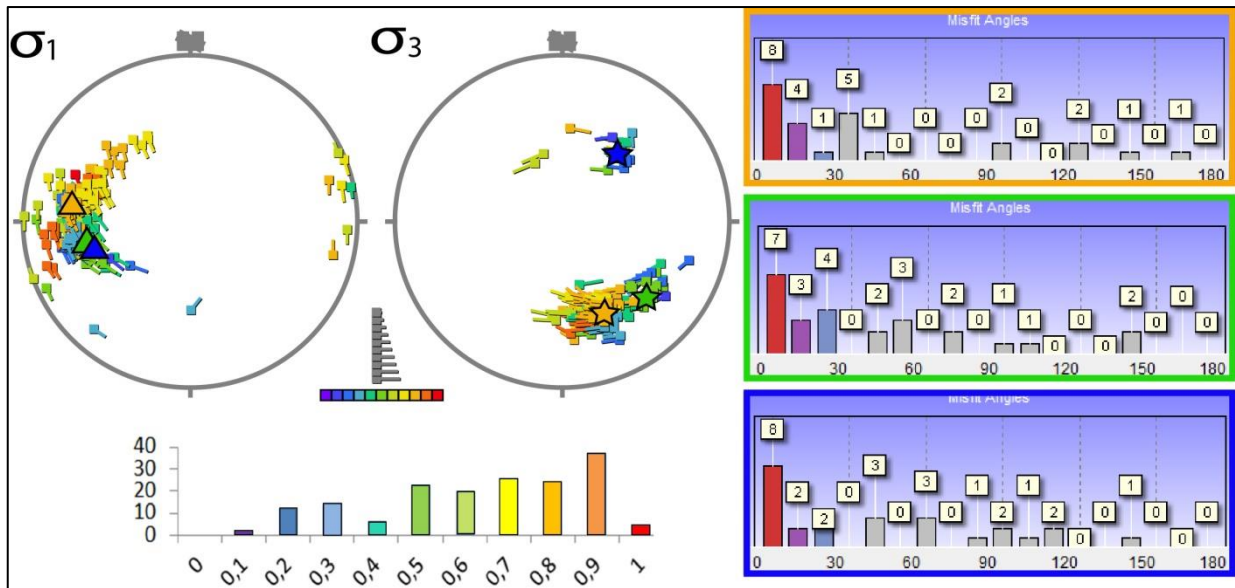 σ1
σ3
40
30
20
10
0
0 0,1 0,2 0,3 0,4 0,5 0,6 0,7 0,8 0,9 1
Misfit Angles
8 4 1 5 1 0 0 0 0 2 0 0 2 0 1 0 1 0
0 30 60 90 120 150 180
Misfit Angles
7 3 4 0 2 3 0 2 0 1 1 0 0 0 2 0 0 0
0 30 60 90 120 150 180
Misfit Angles
8 2 2 0 3 0 3 0 1 2 1 2 0 0 1 0 0 0
0 30 60 90 120 150 180